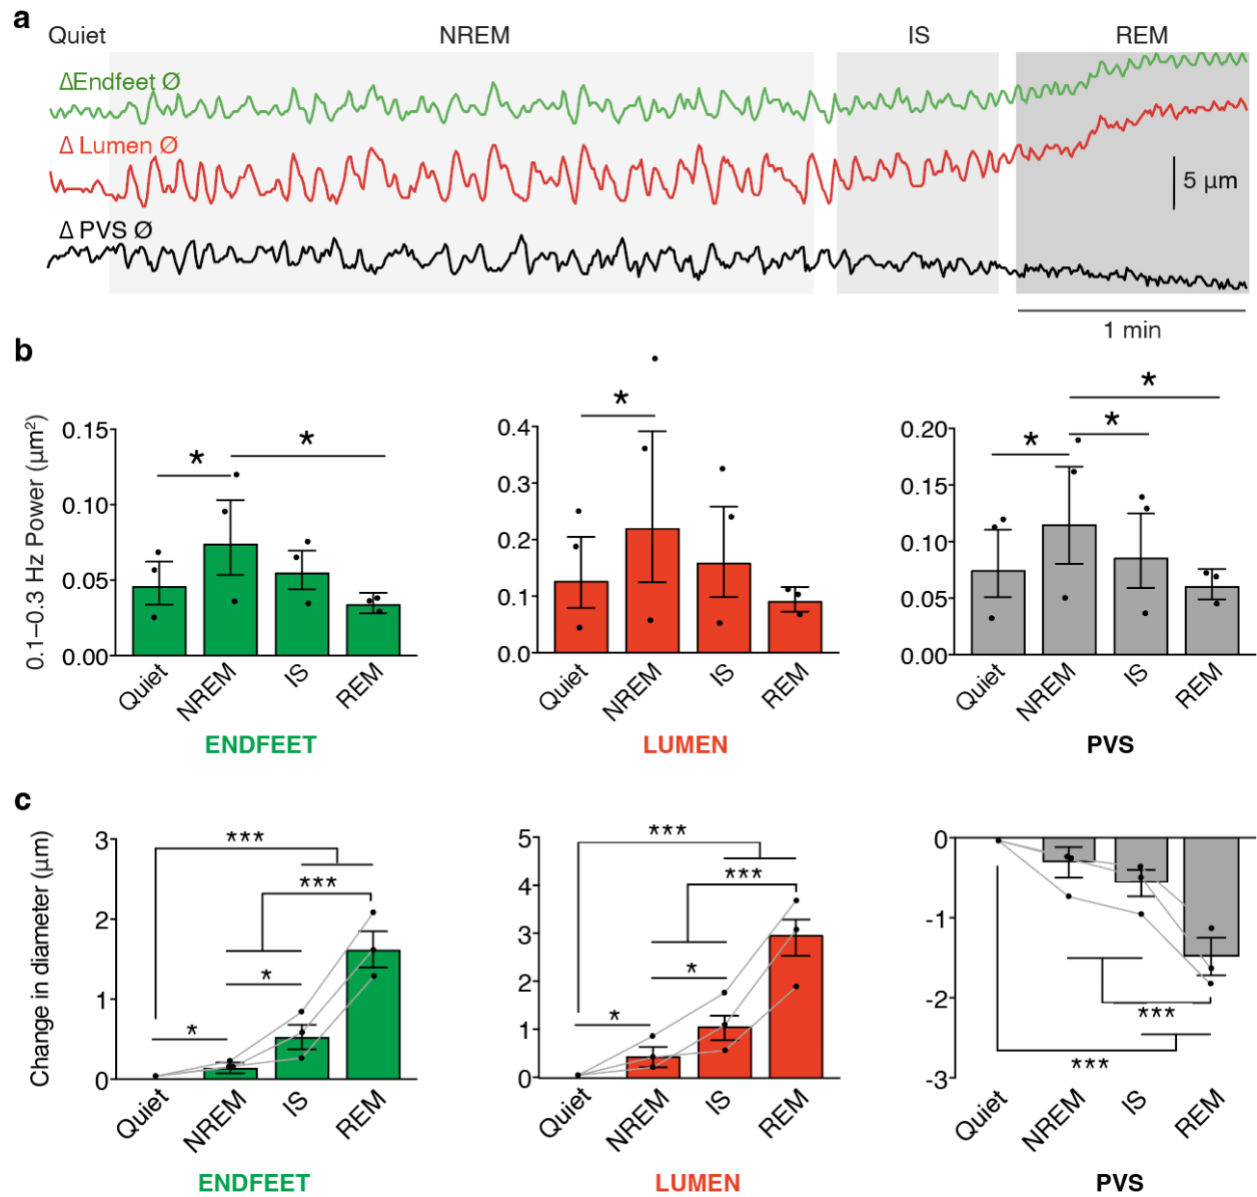 a
Quiet NREM IS REM
ΔEndfeet Ø
Δ Lumen Ø
5 µm
Δ PVS Ø
1 min
b
0.1–0.3 Hz Power (µm²)
0.15
0.10
0.05
0.00
* *
Quiet NREM IS REM
ENDFEET
0.4
0.3
0.2
0.1
0.0
*
Quiet NREM IS REM
LUMEN
0.20
0.15
0.10
0.05
0.00
* * *
Quiet NREM IS REM
PVS
c
Change in diameter (µm)
3
2
1
0
***
***
*
*
Quiet NREM IS REM
ENDFEET
5
4
3
2
1
0
***
***
*
*
Quiet NREM IS REM
LUMEN
0
-1
-2
-3
***
***
Quiet NREM IS REM
PVS